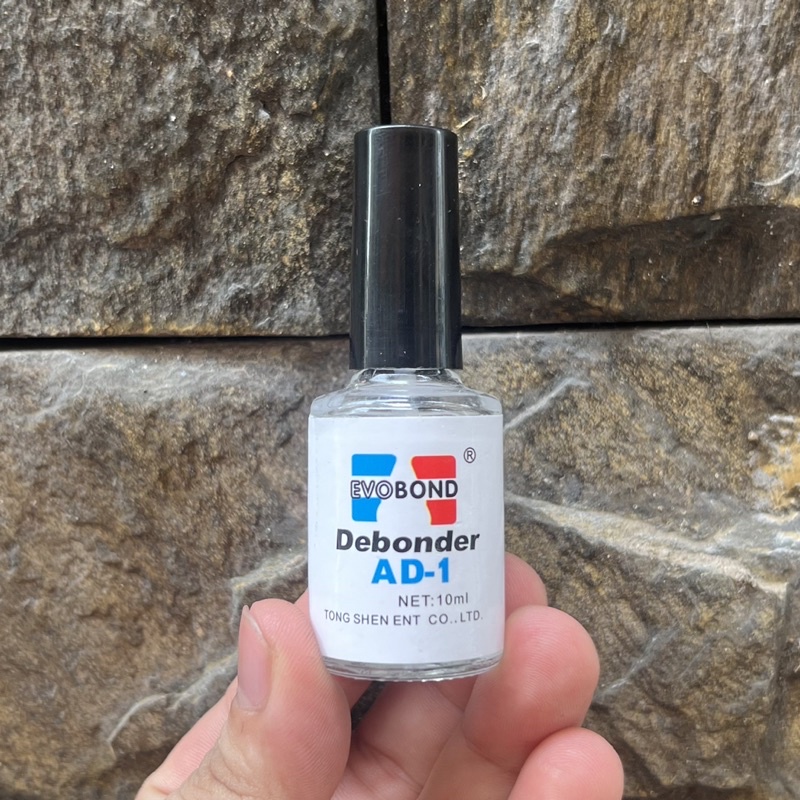 ®
EVOBOND
Debonder
AD-1
NET:10ml
TONG SHEN ENT CO.,LTD.